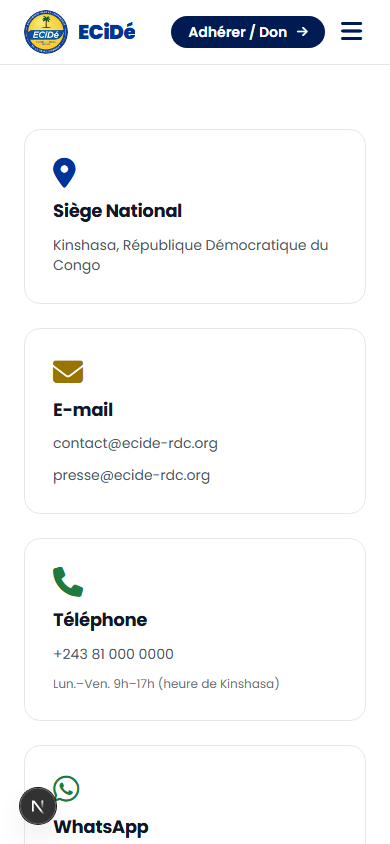 ECiDé
ECiDé
Adhérer / Don
Siège National
Kinshasa, République Démocratique du
Congo
E-mail
contact@ecide-rdc.org
presse@ecide-rdc.org
Téléphone
+243 81 000 0000
Lun.–Ven. 9h–17h (heure de Kinshasa)
N
WhatsApp